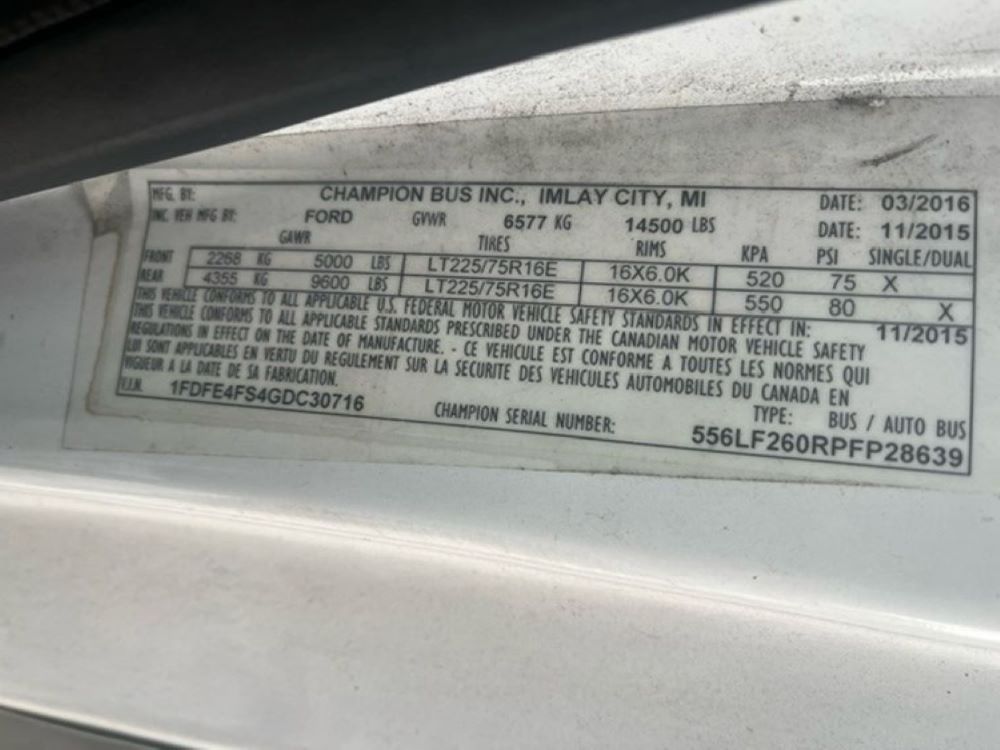 MFG. BY: CHAMPION BUS INC., IMLAY CITY, MI DATE: 03/2016
INC. VEH MFG BY: FORD GVWR 6577 KG 14500 LBS DATE: 11/2015
GAWR TIRES RIMS KPA PSI SINGLE/DUAL
FRONT 2268 KG 5000 LBS LT225/75R16E 16X6.0K 520 75 X
REAR 4355 KG 9600 LBS LT225/75R16E 16X6.0K 550 80 X
THIS VEHICLE CONFORMS TO ALL APPLICABLE U.S. FEDERAL MOTOR VEHICLE SAFETY STANDARDS IN EFFECT IN: 11/2015
THIS VEHICLE CONFORMS TO ALL APPLICABLE STANDARDS PRESCRIBED UNDER THE CANADIAN MOTOR VEHICLE SAFETY
REGULATIONS IN EFFECT ON THE DATE OF MANUFACTURE. - CE VEHICULE EST CONFORME A TOUTES LES NORMES QUI
LUI SONT APPLICABLES EN VERTU DU REGULEMENT SUR LA SECURITE DES VEHICULES AUTOMOBILES DU CANADA EN
VIGUEUR A LA DATE DE SA FABRICATION. TYPE: BUS / AUTO BUS
V.I.N. 1FDFE4FS4GDC30716 CHAMPION SERIAL NUMBER: 556LF260RPFP28639